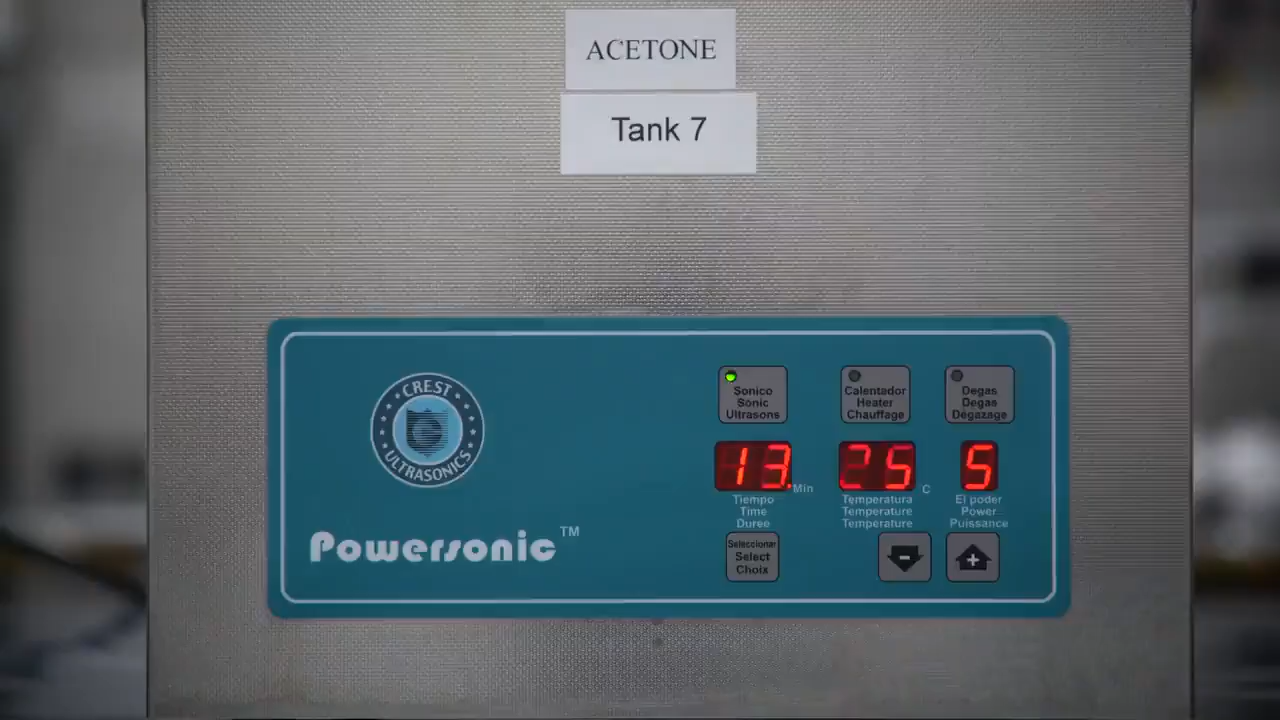 ACETONE
Tank 7
CREST
ULTRASONICS
Powersonic™
Sonico
Sonic
Ultrasons
Calentador
Heater
Chauffage
Degas
Degas
Dégazage
13. Min
25 C
5
Tiempo
Time
Duree
Temperatura
Temperature
Temperature
El poder
Power
Puissance
Seleccionar
Select
Choix
-
+